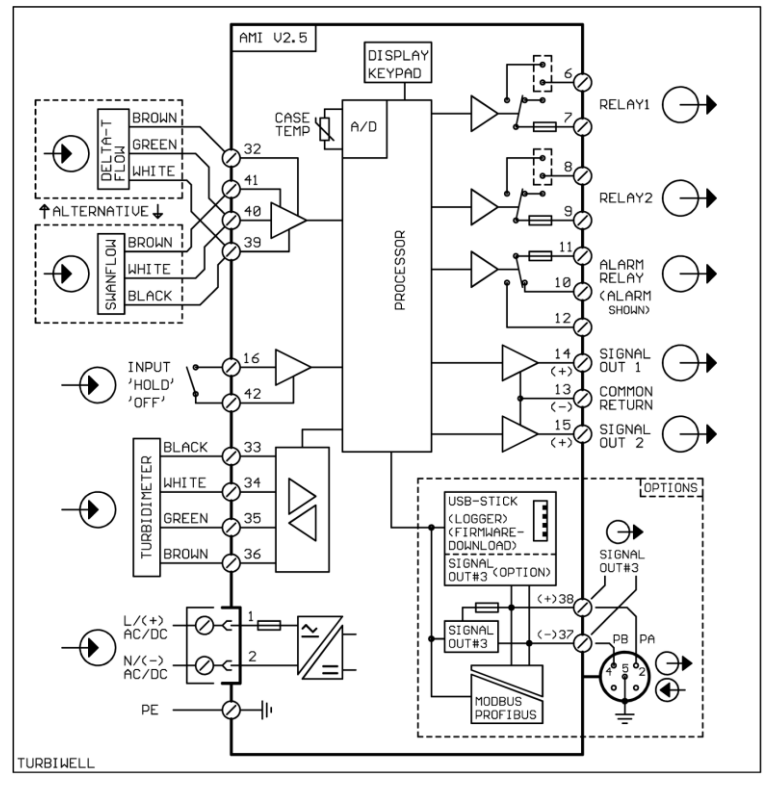 AMI V2.5
DISPLAY
KEYPAD
CASE
TEMP
A/D
PROCESSOR
DELTA-T
FLOW
BROWN
GREEN
WHITE
32
41
40
39
ALTERNATIVE
SWANFLOW
BROWN
WHITE
BLACK
INPUT
'HOLD'
'OFF'
16
42
TURBIDIMETER
BLACK 33
WHITE 34
GREEN 35
BROWN 36
L/(+)
AC/DC
1
N/(-)
AC/DC
2
PE
6
RELAY1
7
8
RELAY2
9
11
10
12
ALARM
RELAY
(ALARM
SHOWN)
14
(+)
SIGNAL
OUT 1
13
(-)
COMMON
RETURN
15
(+)
SIGNAL
OUT 2
OPTIONS
USB-STICK
(LOGGER)
(FIRMWARE-
DOWNLOAD)
SIGNAL
OUT#3 (OPTION)
SIGNAL
OUT#3
(+)38
SIGNAL
OUT#3
(-)37
PB PA
4 5 2
MODBUS
PROFIBUS
TURBIWELL